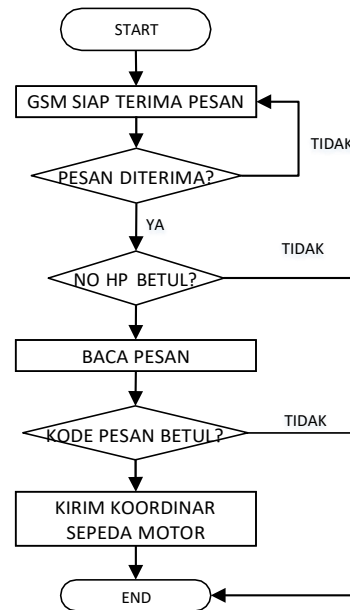 START
GSM SIAP TERIMA PESAN
TIDAK
PESAN DITERIMA?
YA
TIDAK
NO HP BETUL?
BACA PESAN
TIDAK
KODE PESAN BETUL?
KIRIM KOORDINAR
SEPEDA MOTOR
END